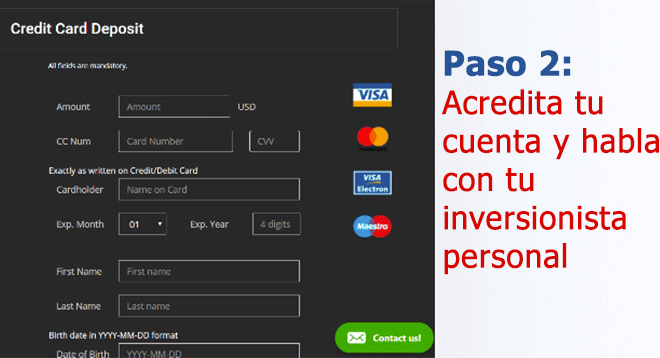 Credit Card Deposit
All fields are mandatory.
Amount Amount USD
VISA
CC Num Card Number CVV
Exactly as written on Credit/Debit Card
Cardholder Name on Card
VISA
Electron
Exp. Month 01 Exp. Year 4 digits
Maestro
First Name First name
Last Name Last name
Birth date in YYYY-MM-DD format
Date of Birth YYYY-MM-DD
Contact us!
Paso 2:
Acredita tu
cuenta y habla
con tu
inversionista
personal